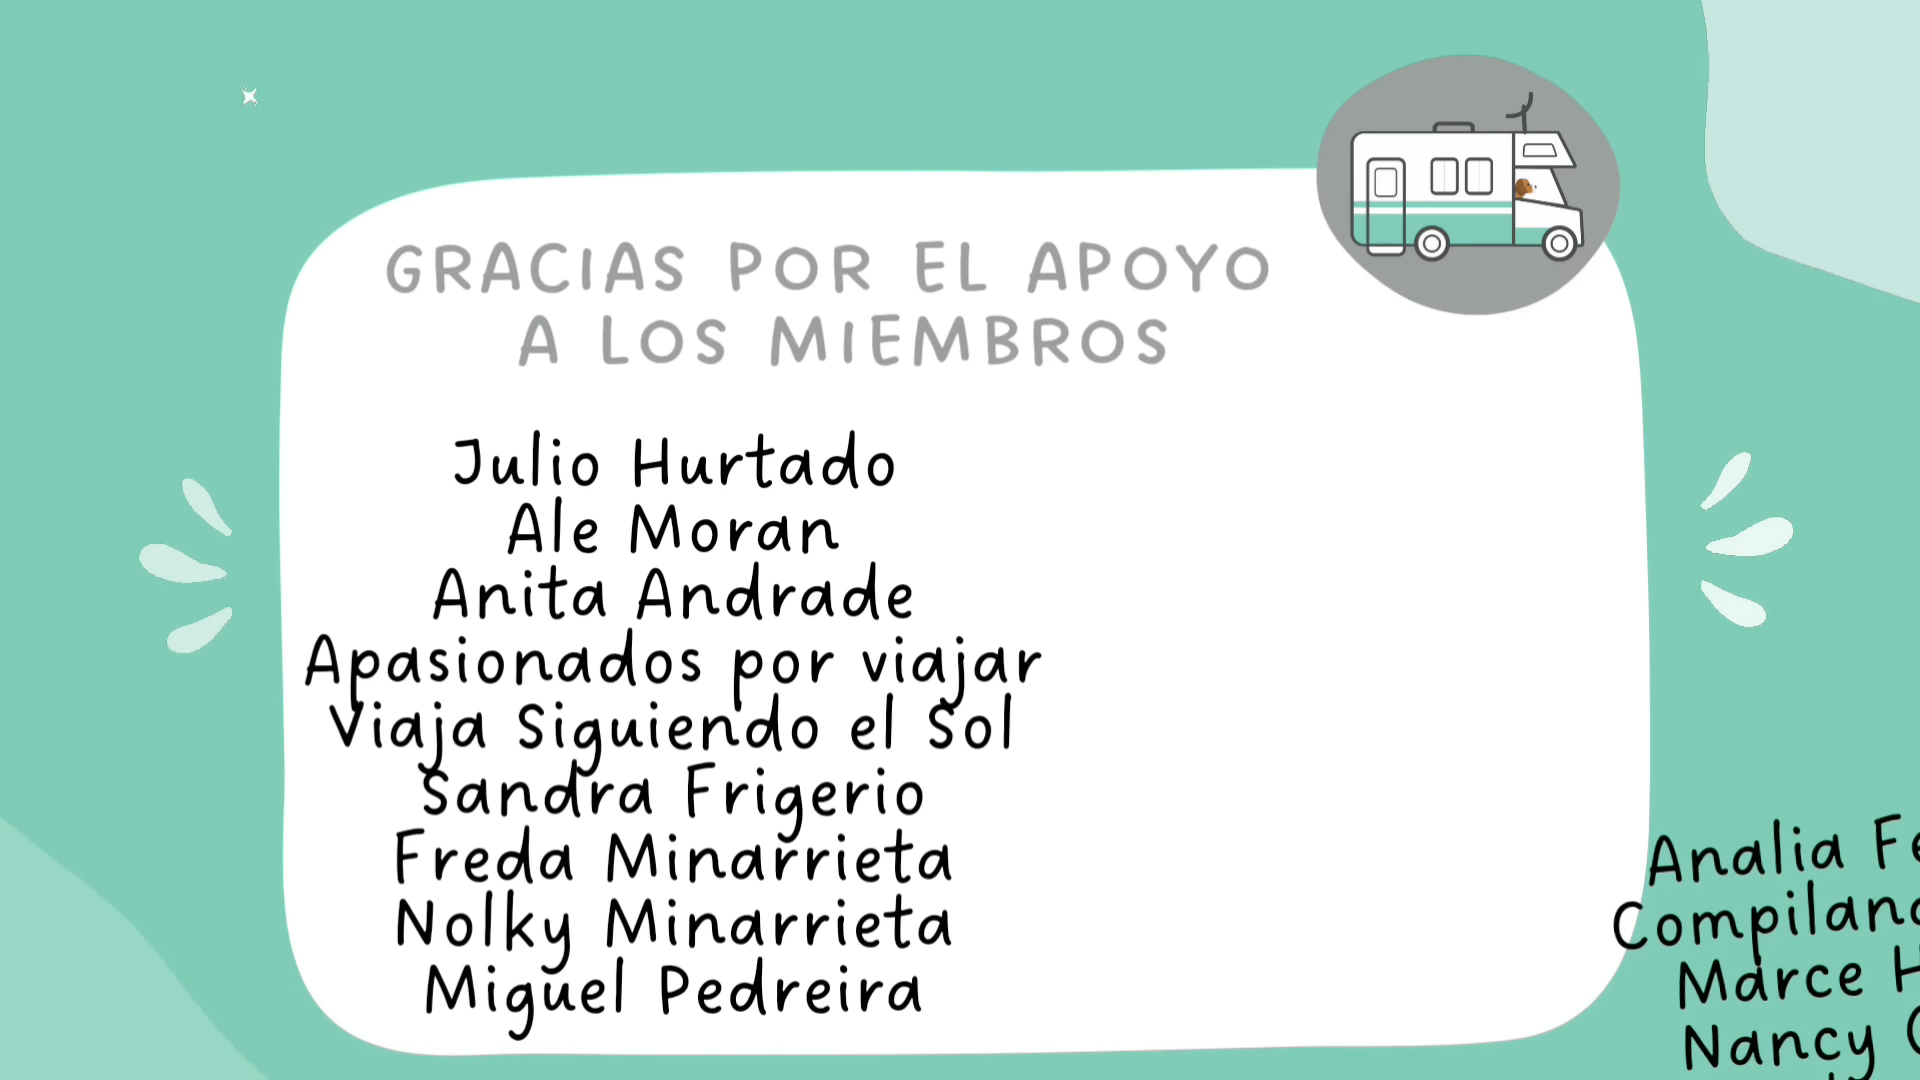 GRACIAS POR EL APOYO
A LOS MIEMBROS
Julio Hurtado
Ale Moran
Anita Andrade
Apasionados por viajar
Viaja Siguiendo el Sol
Sandra Frigerio
Freda Minarrieta
Nolky Minarrieta
Miguel Pedreira
Analia
Marce
Nancy